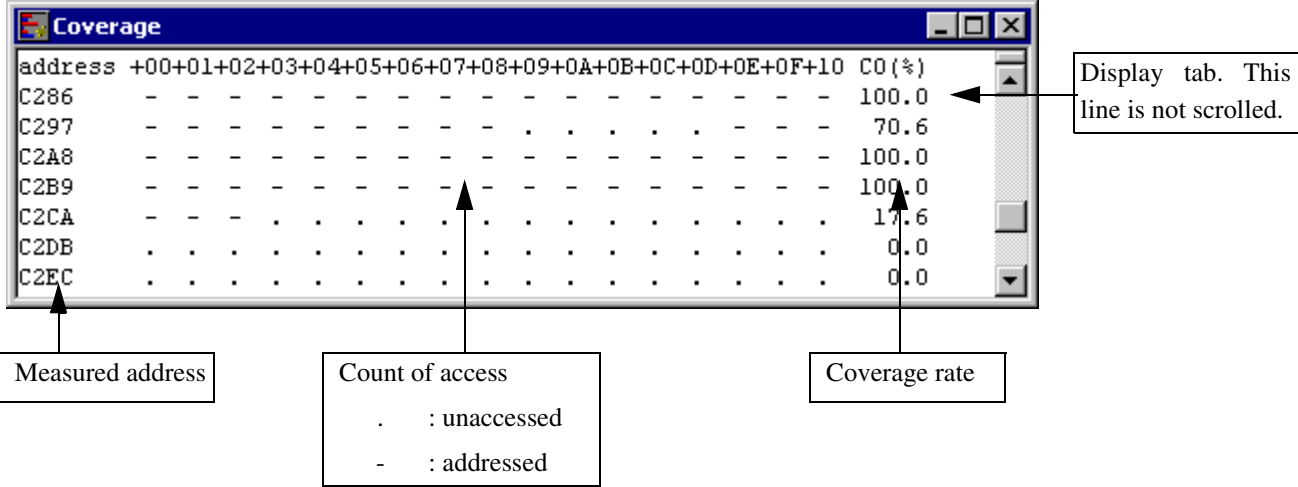 Coverage
address +00+01+02+03+04+05+06+07+08+09+0A+0B+0C+0D+0E+0F+10 C0(%)
C286 - - - - - - - - - - - - - - - - - 100.0
C297 - - - - - - - - - . . . . . - - - 70.6
C2A8 - - - - - - - - - - - - - - - - - 100.0
C2B9 - - - - - - - - - - - - - - - - - 100.0
C2CA - - - . . . . . . . . . . . . . . 17.6
C2DB . . . . . . . . . . . . . . . . . 0.0
C2EC . . . . . . . . . . . . . . . . . 0.0
Display tab. This
line is not scrolled.
Measured address
Count of access
. : unaccessed
- : addressed
Coverage rate